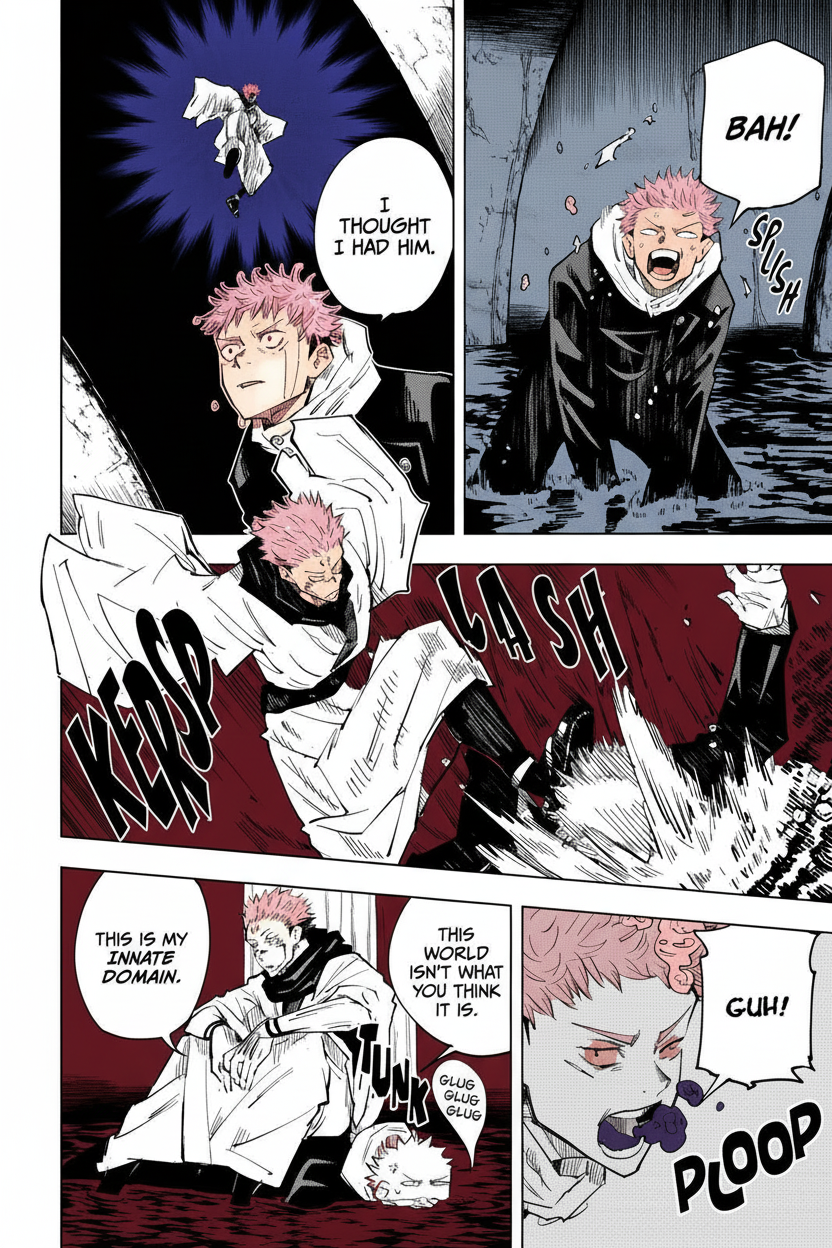 BAH!
SPLISH
I
THOUGHT
I HAD HIM.
KERSP
LASH
GUH!
PLOOP
THIS
WORLD
ISN'T WHAT
YOU THINK
IT IS.
TUNK
GLUG
GLUG
GLUG
THIS IS MY
INNATE
DOMAIN.